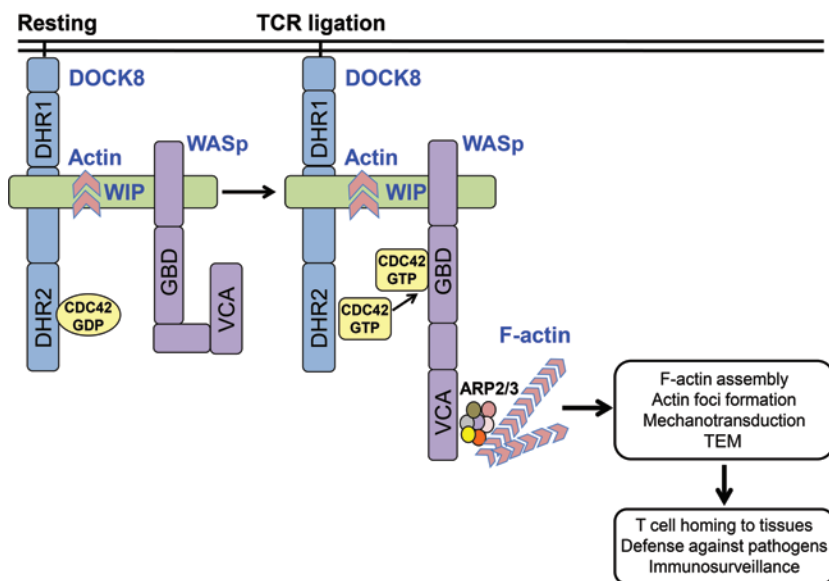 Resting
TCR ligation
DOCK8
DHR1
Actin
WIP
WASp
GBD
VCA
DHR2
CDC42
GDP
DOCK8
DHR1
Actin
WIP
WASp
GBD
CDC42
GTP
DHR2
CDC42
GTP
VCA
ARP2/3
F-actin
F-actin assembly
Actin foci formation
Mechanotransduction
TEM
T cell homing to tissues
Defense against pathogens
Immunosurveillance